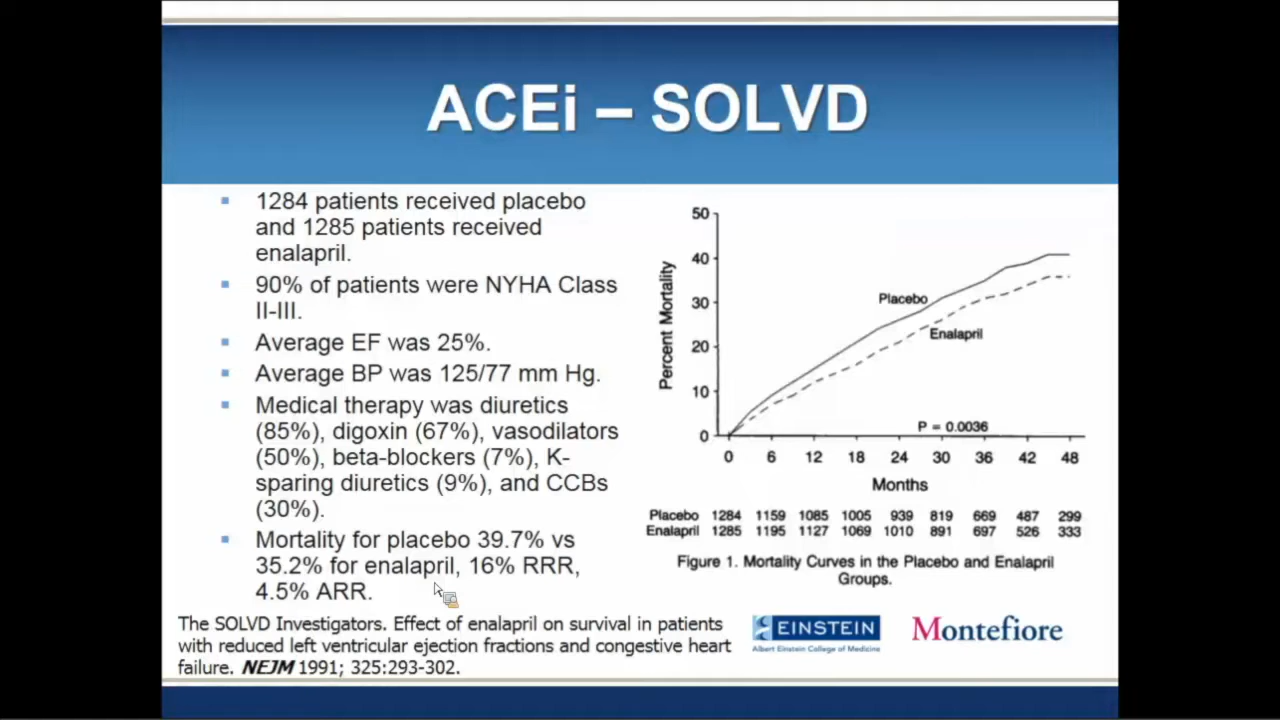 ACEi – SOLVD
1284 patients received placebo
and 1285 patients received
enalapril.
90% of patients were NYHA Class
II-III.
Average EF was 25%.
Average BP was 125/77 mm Hg.
Medical therapy was diuretics
(85%), digoxin (67%), vasodilators
(50%), beta-blockers (7%), K-
sparing diuretics (9%), and CCBs
(30%).
Mortality for placebo 39.7% vs
35.2% for enalapril, 16% RRR,
4.5% ARR.
Percent Mortality
50
40
30
20
10
0
Placebo
Enalapril
P = 0.0036
0 6 12 18 24 30 36 42 48
Months
Placebo 1284 1159 1085 1005 939 819 669 487 299
Enalapril 1285 1195 1127 1069 1010 891 697 526 333
Figure 1. Mortality Curves in the Placebo and Enalapril
Groups.
The SOLVD Investigators. Effect of enalapril on survival in patients
with reduced left ventricular ejection fractions and congestive heart
failure. NEJM 1991; 325:293-302.
EINSTEIN
Albert Einstein College of Medicine
Montefiore